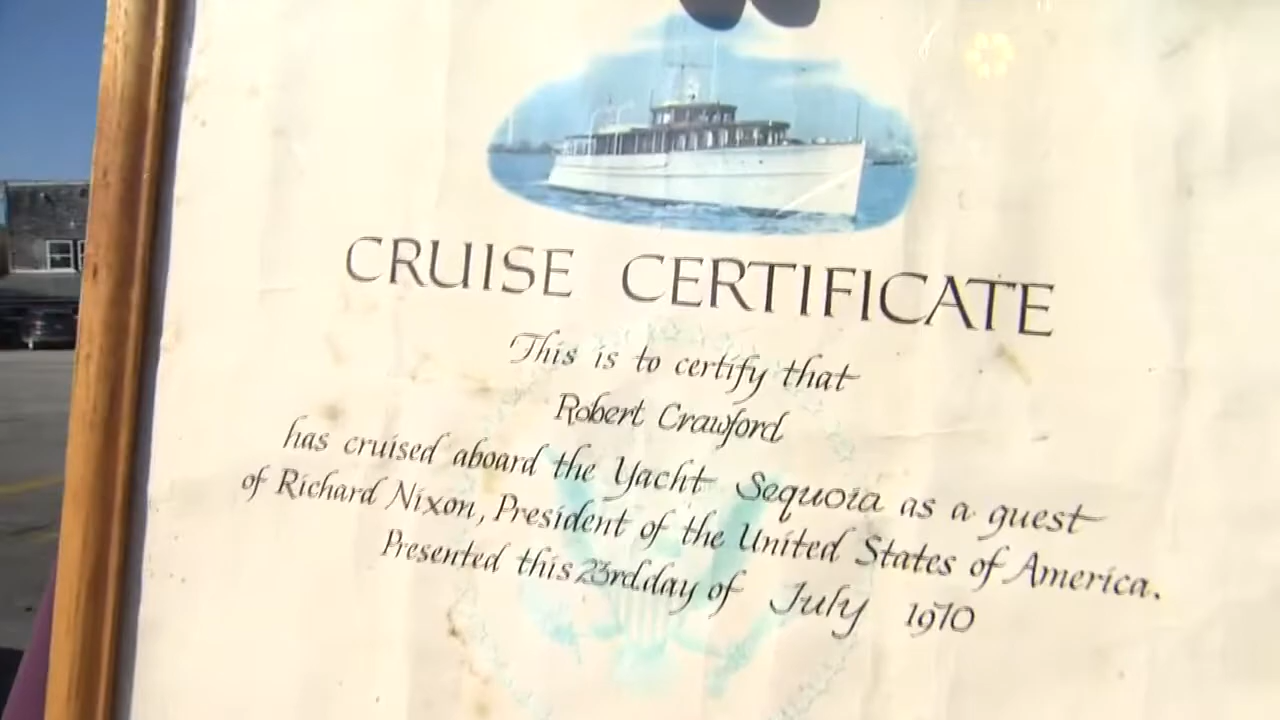 CRUISE CERTIFICATE
This is to certify that
Robert Crawford
has cruised aboard the Yacht Sequoia as a guest
of Richard Nixon, President of the United States of America.
Presented this 23rd day of July 1970